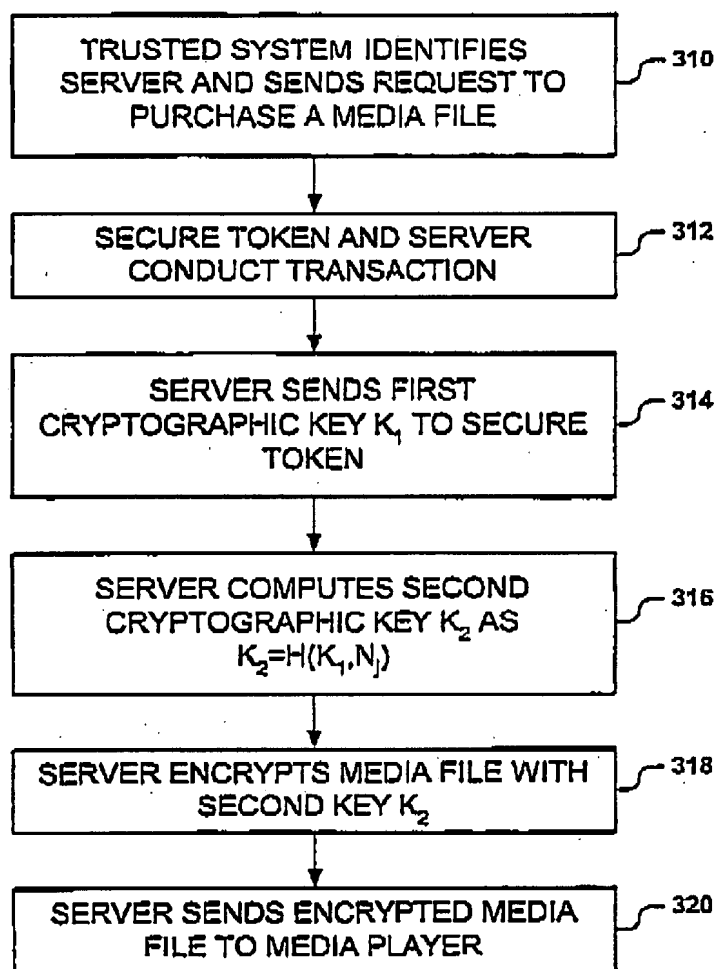 TRUSTED SYSTEM IDENTIFIES
SERVER AND SENDS REQUEST TO
PURCHASE A MEDIA FILE
310
SECURE TOKEN AND SERVER
CONDUCT TRANSACTION
312
SERVER SENDS FIRST
CRYPTOGRAPHIC KEY K₁ TO SECURE
TOKEN
314
SERVER COMPUTES SECOND
CRYPTOGRAPHIC KEY K₂ AS
K₂=H(K₁,Nⱼ)
316
SERVER ENCRYPTS MEDIA FILE WITH
SECOND KEY K₂
318
SERVER SENDS ENCRYPTED MEDIA
FILE TO MEDIA PLAYER
320